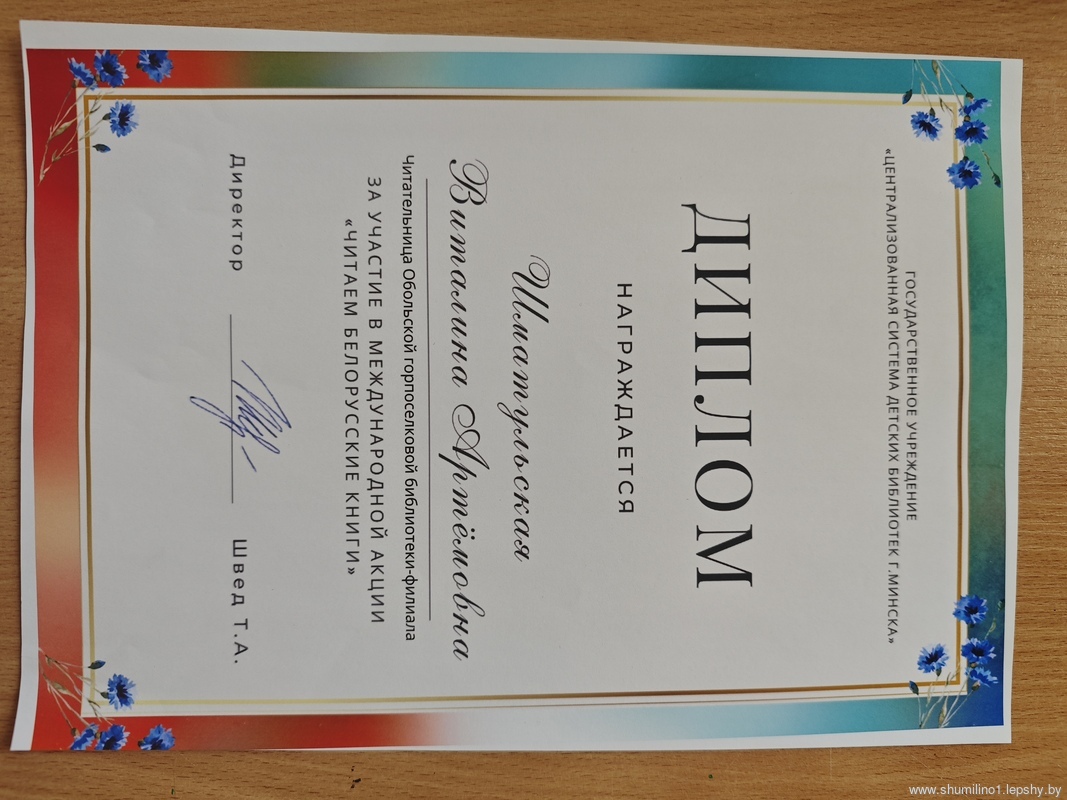 ГОСУДАРСТВЕННОЕ УЧРЕЖДЕНИЕ
«ЦЕНТРАЛИЗОВАННАЯ СИСТЕМА ДЕТСКИХ БИБЛИОТЕК Г.МИНСКА»
ДИПЛОМ
НАГРАЖДАЕТСЯ
Шматульская
Виталина Артёмовна
Читательница Обольской горпоселковой библиотеки-филиала
ЗА УЧАСТИЕ В МЕЖДУНАРОДНОЙ АКЦИИ
«ЧИТАЕМ БЕЛОРУССКИЕ КНИГИ»
Директор Швед Т.А.
www.shumilino1.lepshy.by